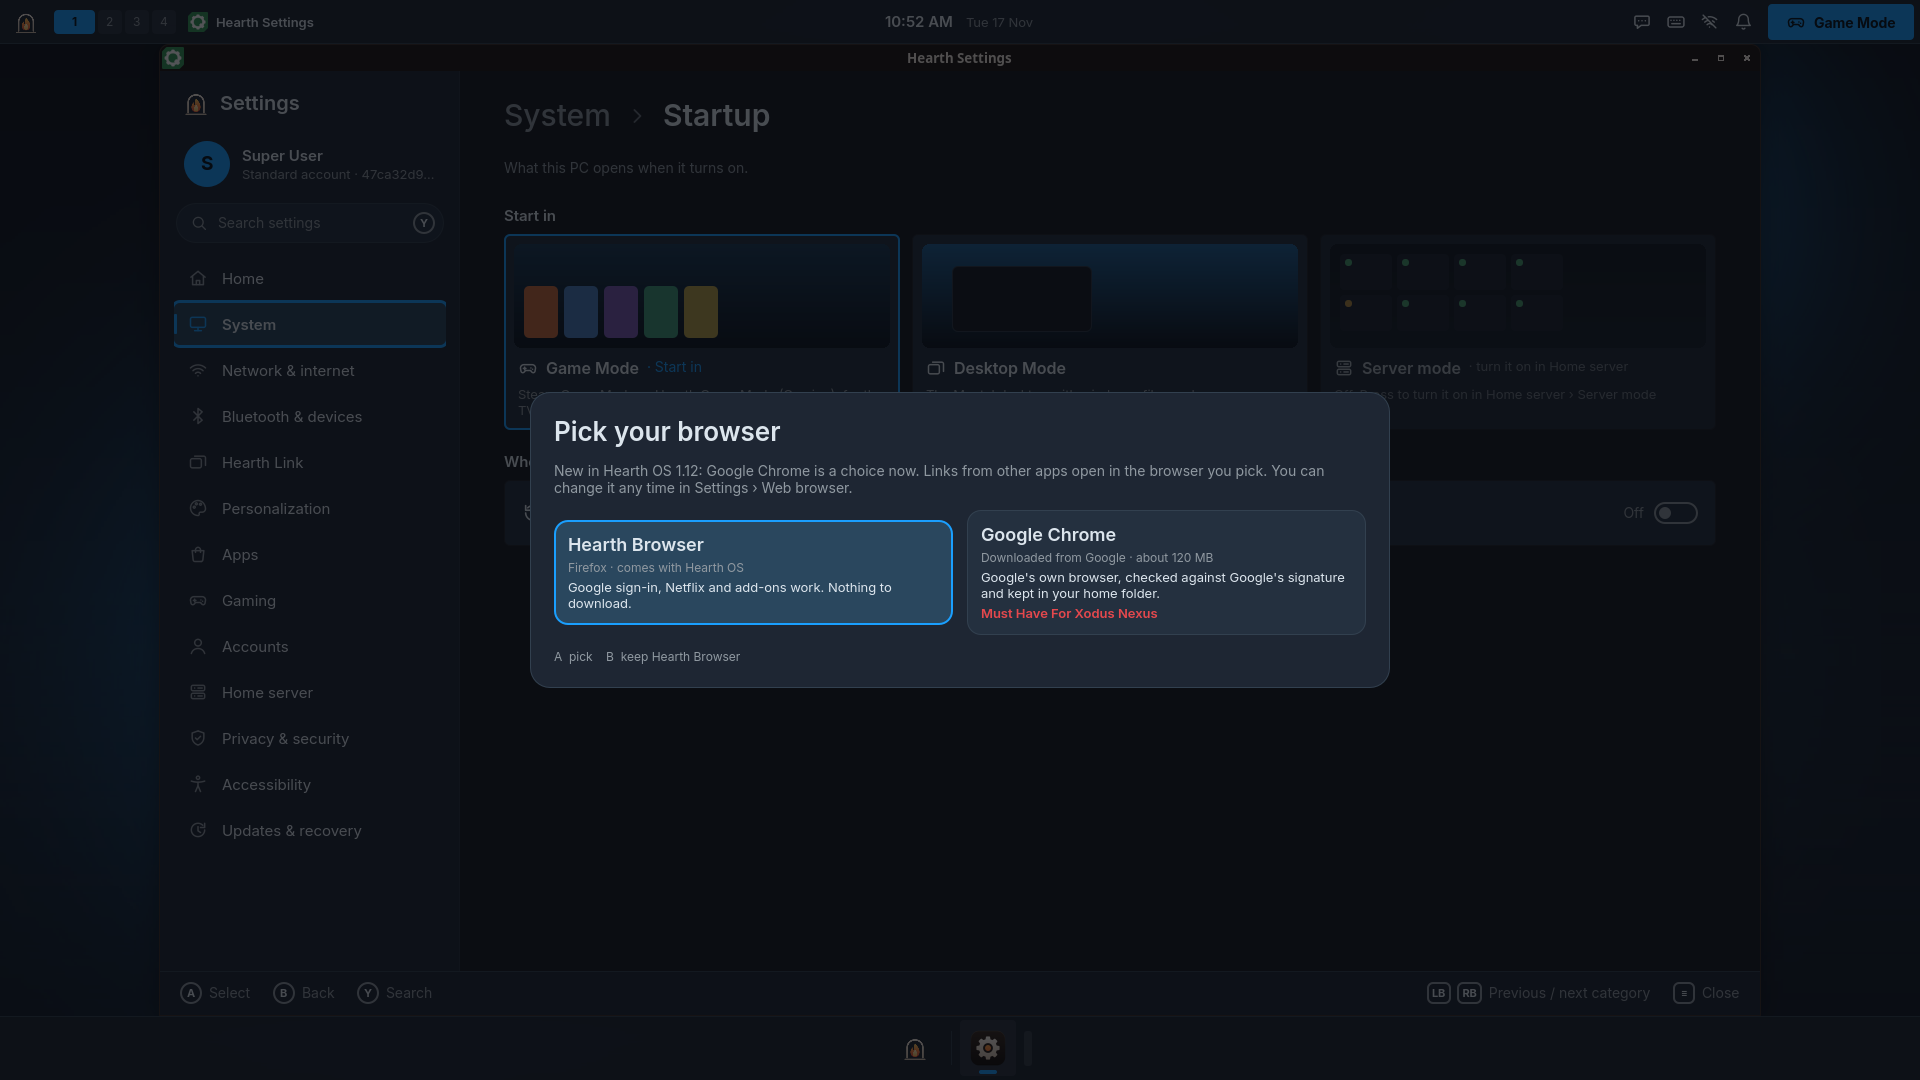 1 2 3 4 Hearth Settings
10:52 AM Tue 17 Nov
Game Mode
Hearth Settings
Settings
S
Super User
Standard account · 47ca32d9...
Search settings Y
Home
System
Network & internet
Bluetooth & devices
Hearth Link
Personalization
Apps
Gaming
Accounts
Home server
Privacy & security
Accessibility
Updates & recovery
System › Startup
What this PC opens when it turns on.
Start in
Game Mode · Start in
Desktop Mode
Server mode · turn it on in Home server
to turn it on in Home server › Server mode
Off
Pick your browser
New in Hearth OS 1.12: Google Chrome is a choice now. Links from other apps open in the browser you pick. You can
change it any time in Settings › Web browser.
Hearth Browser
Firefox · comes with Hearth OS
Google sign-in, Netflix and add-ons work. Nothing to
download.
Google Chrome
Downloaded from Google · about 120 MB
Google's own browser, checked against Google's signature
and kept in your home folder.
Must Have For Xodus Nexus
A pick B keep Hearth Browser
A Select B Back Y Search
LB RB Previous / next category ≡ Close